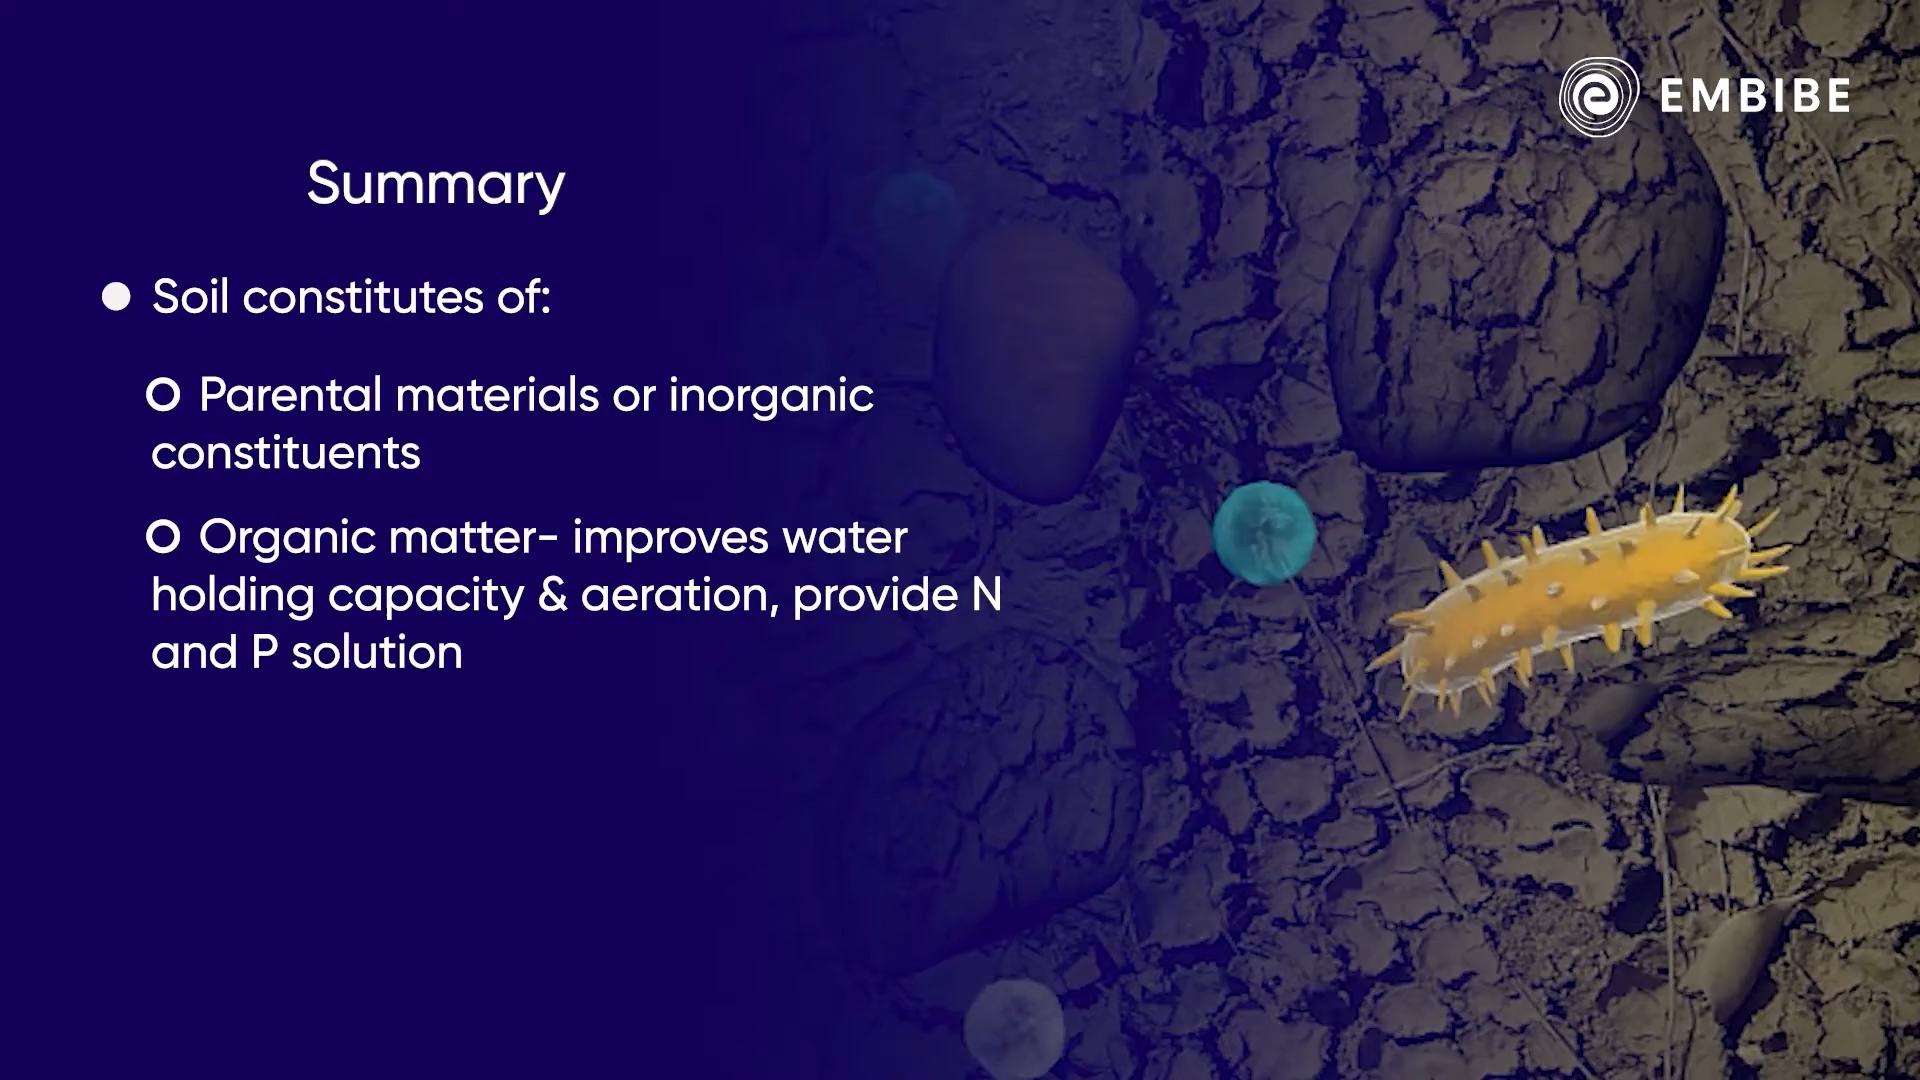 EMBIBE
Summary
Soil constitutes of:
Parental materials or inorganic
constituents
Organic matter- improves water
holding capacity & aeration, provide N
and P solution